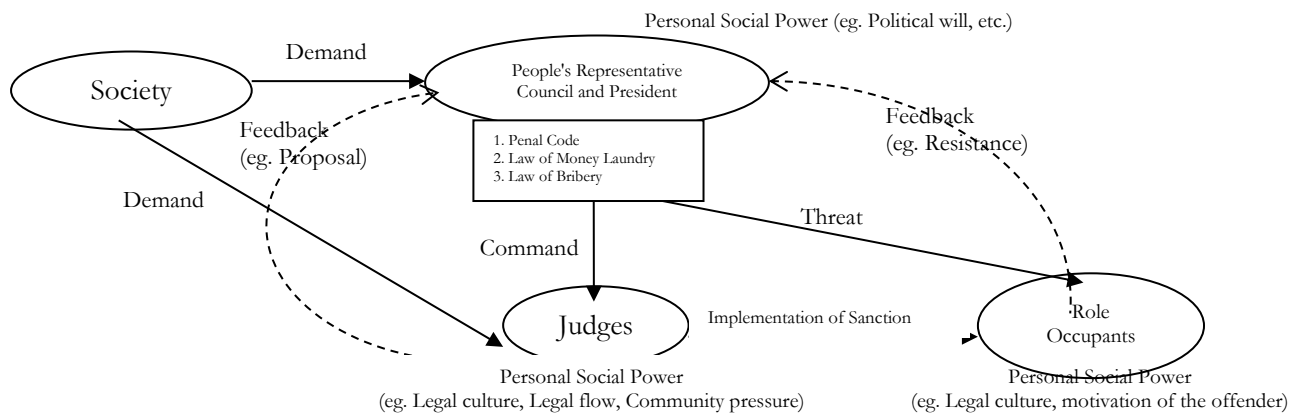 Personal Social Power (eg. Political will, etc.)
Demand
Society
People's Representative
Council and President
Feedback
(eg. Proposal)
Feedback
(eg. Resistance)
1. Penal Code
2. Law of Money Laundry
3. Law of Bribery
Demand
Threat
Command
Judges
Implementation of Sanction
Role
Occupants
Personal Social Power
(eg. Legal culture, Legal flow, Community pressure)
Personal Social Power
(eg. Legal culture, motivation of the offender)